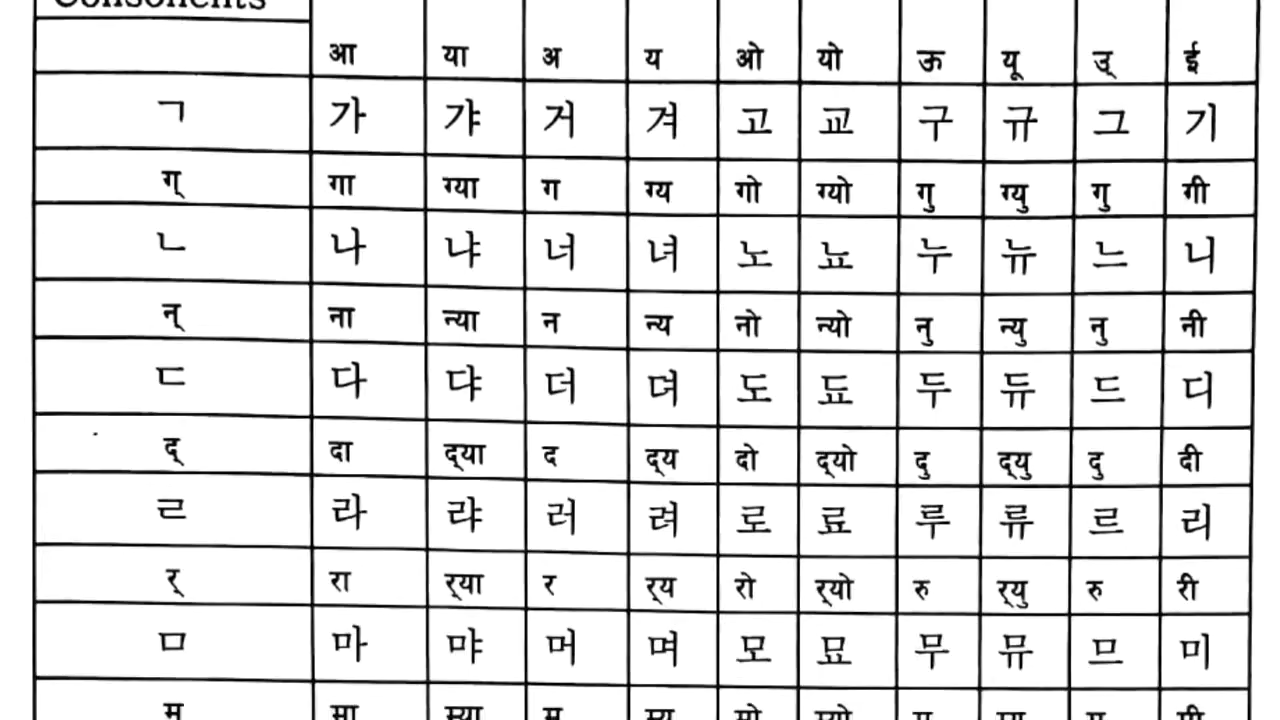 Consonents
आ या अ य ओ यो ऊ यू उ् ई
ㄱ 가 갸 거 겨 고 교 구 규 그 기
ग् गा ग्या ग ग्य गो ग्यो गु ग्यु गु गी
ㄴ 나 냐 너 녀 노 뇨 누 뉴 느 니
न् ना न्या न न्य नो न्यो नु न्यु नु नी
ㄷ 다 댜 더 뎌 도 됴 두 듀 드 디
द् दा द्‌या द द्‌य दो द्‌यो दु द्‌यु दु दी
ㄹ 라 랴 러 려 로 료 루 류 르 리
र् रा र्‌या र र्‌य रो र्‌यो रु र्‌यु रु री
ㅁ 마 먀 머 며 모 묘 무 뮤 므 미
म् मा म्या म म्य मो म्यो मु म्यु मु मी